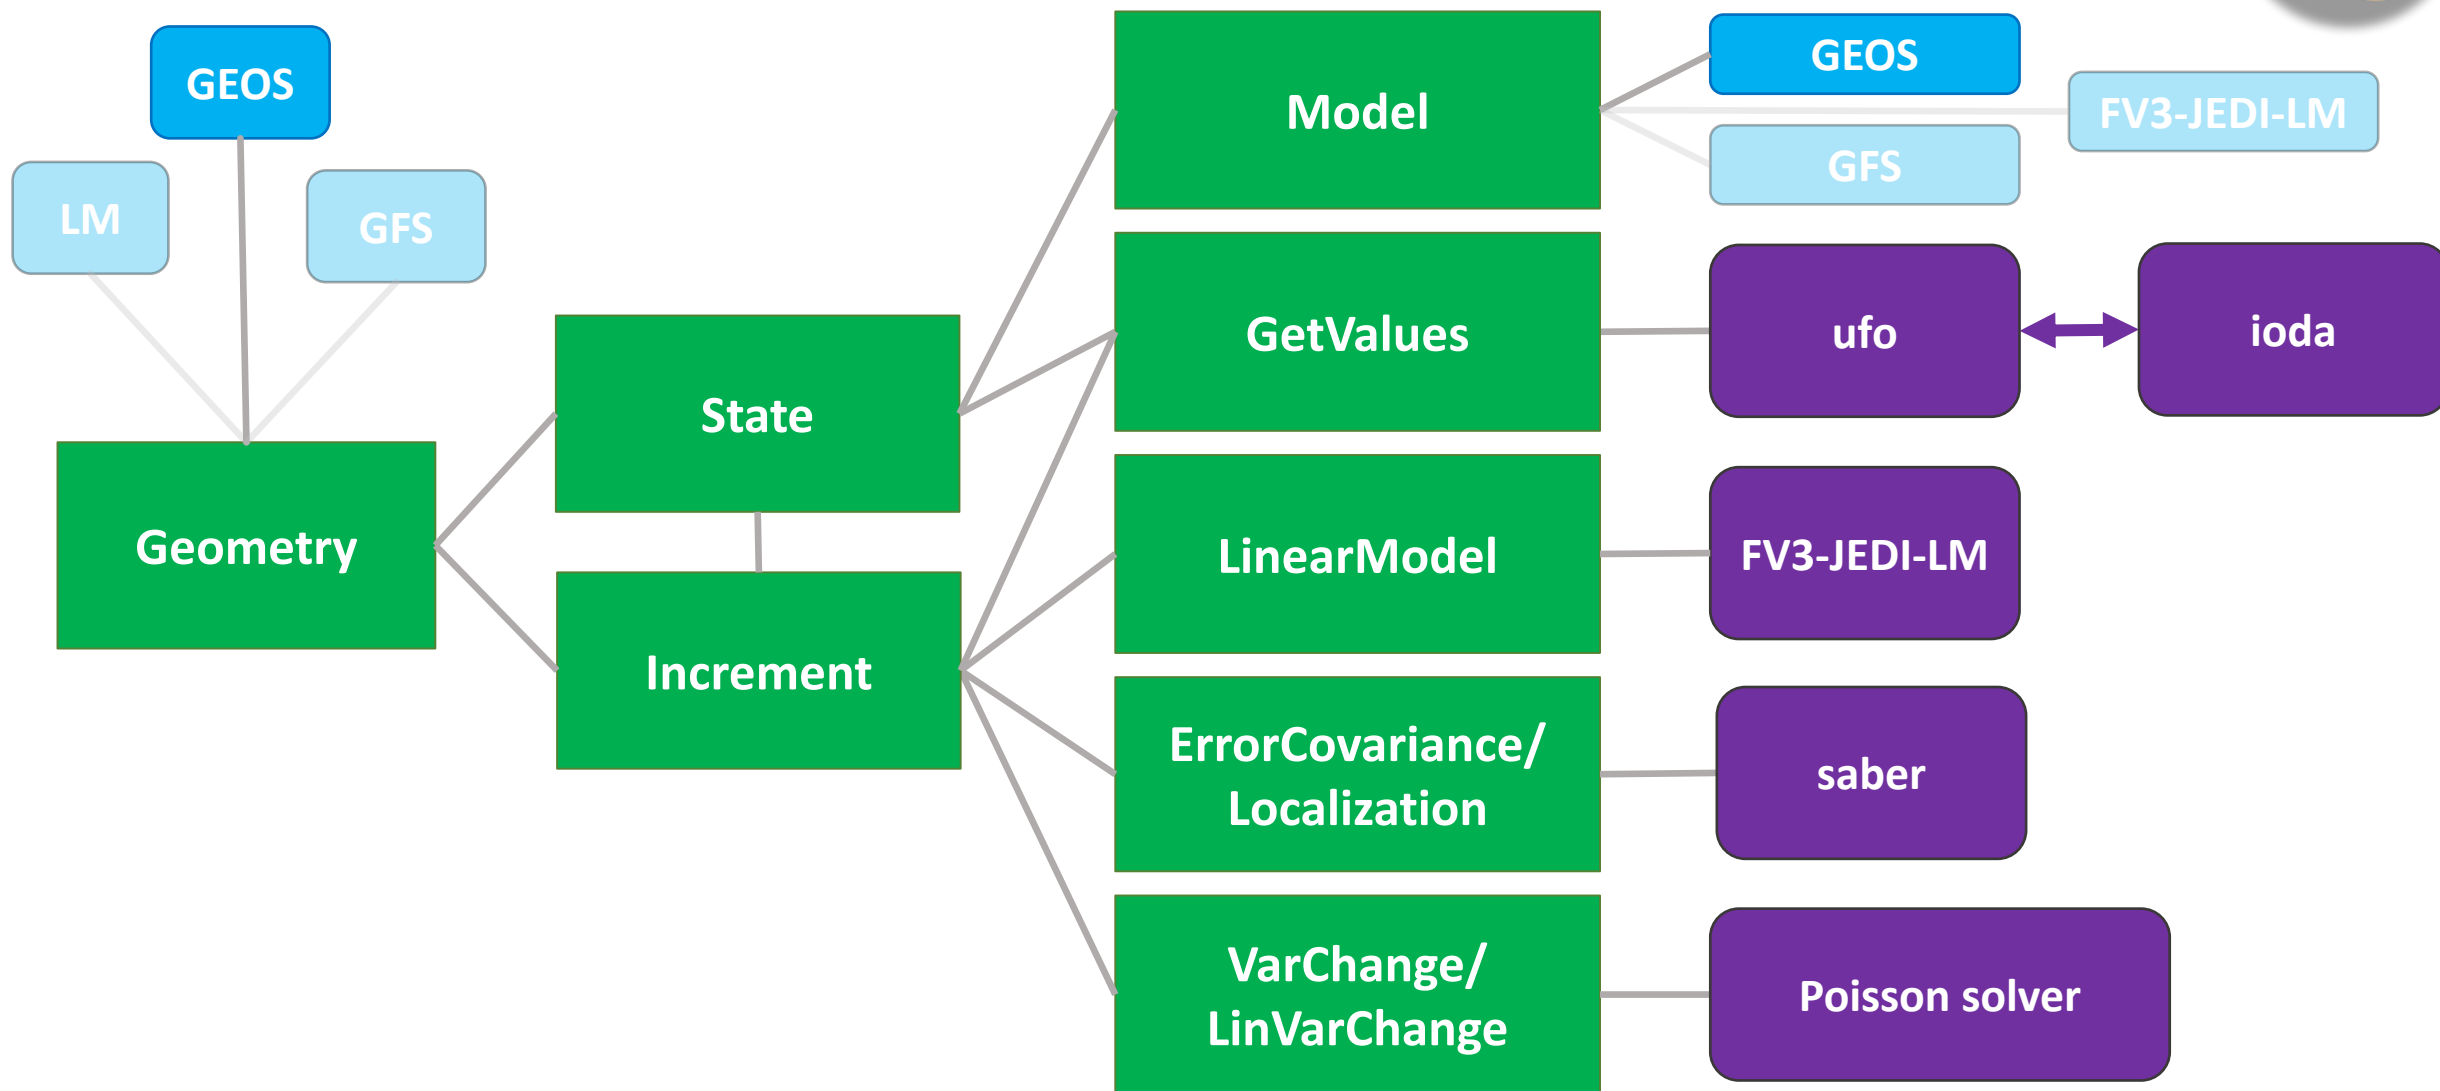 GEOS
LM
GFS
Geometry
State
Increment
Model
GetValues
LinearModel
ErrorCovariance/
Localization
VarChange/
LinVarChange
GEOS
FV3-JEDI-LM
GFS
ufo
ioda
FV3-JEDI-LM
saber
Poisson solver